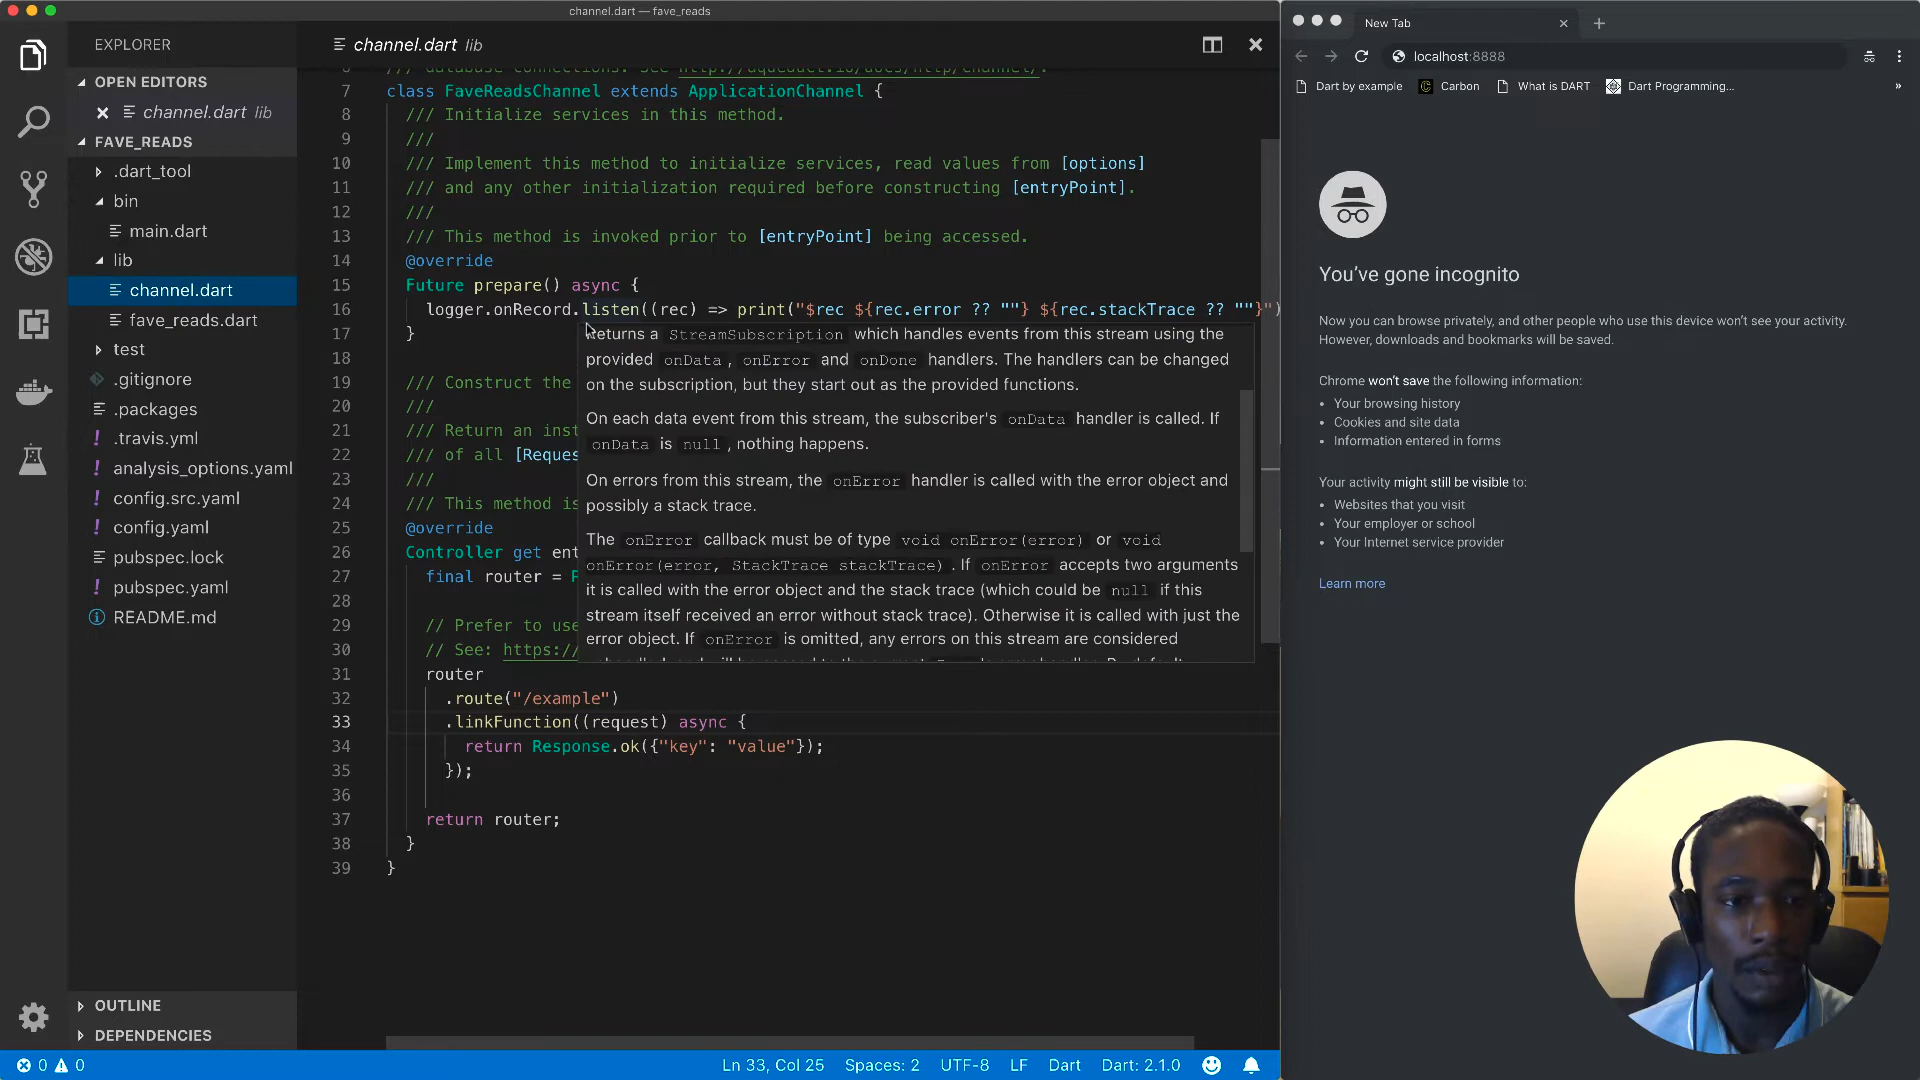 channel.dart — fave_reads
EXPLORER
OPEN EDITORS
channel.dart lib
FAVE_READS
.dart_tool
bin
main.dart
lib
channel.dart
fave_reads.dart
test
.gitignore
.packages
.travis.yml
analysis_options.yaml
config.src.yaml
config.yaml
pubspec.lock
pubspec.yaml
README.md
OUTLINE
DEPENDENCIES
channel.dart lib
6 /// database connections. See http://aqueduct.io/docs/http/channel/.
7 class FaveReadsChannel extends ApplicationChannel {
8 /// Initialize services in this method.
9 ///
10 /// Implement this method to initialize services, read values from [options]
11 /// and any other initialization required before constructing [entryPoint].
12 ///
13 /// This method is invoked prior to [entryPoint] being accessed.
14 @override
15 Future prepare() async {
16 logger.onRecord.listen((rec) => print("$rec ${rec.error ?? ""} ${rec.stackTrace ?? ""}")
17 }
18
19 /// Construct the
20 ///
21 /// Return an inst
22 /// of all [Reques
23 ///
24 /// This method is
25 @override
26 Controller get ent
27 final router = R
28
29 // Prefer to use
30 // See: https://
31 router
32 .route("/example")
33 .linkFunction((request) async {
34 return Response.ok({"key": "value"});
35 });
36
37 return router;
38 }
39 }
Returns a StreamSubscription which handles events from this stream using the
provided onData , onError and onDone handlers. The handlers can be changed
on the subscription, but they start out as the provided functions.
On each data event from this stream, the subscriber's onData handler is called. If
onData is null , nothing happens.
On errors from this stream, the onError handler is called with the error object and
possibly a stack trace.
The onError callback must be of type void onError(error) or void
onError(error, StackTrace stackTrace) . If onError accepts two arguments
it is called with the error object and the stack trace (which could be null if this
stream itself received an error without stack trace). Otherwise it is called with just the
error object. If onError is omitted, any errors on this stream are considered
0 0
Ln 33, Col 25
Spaces: 2
UTF-8
LF
Dart
Dart: 2.1.0
New Tab
localhost:8888
Dart by example
Carbon
What is DART
Dart Programming...
»
You've gone incognito
Now you can browse privately, and other people who use this device won't see your activity.
However, downloads and bookmarks will be saved.
Chrome won't save the following information:
• Your browsing history
• Cookies and site data
• Information entered in forms
Your activity might still be visible to:
• Websites that you visit
• Your employer or school
• Your Internet service provider
Learn more